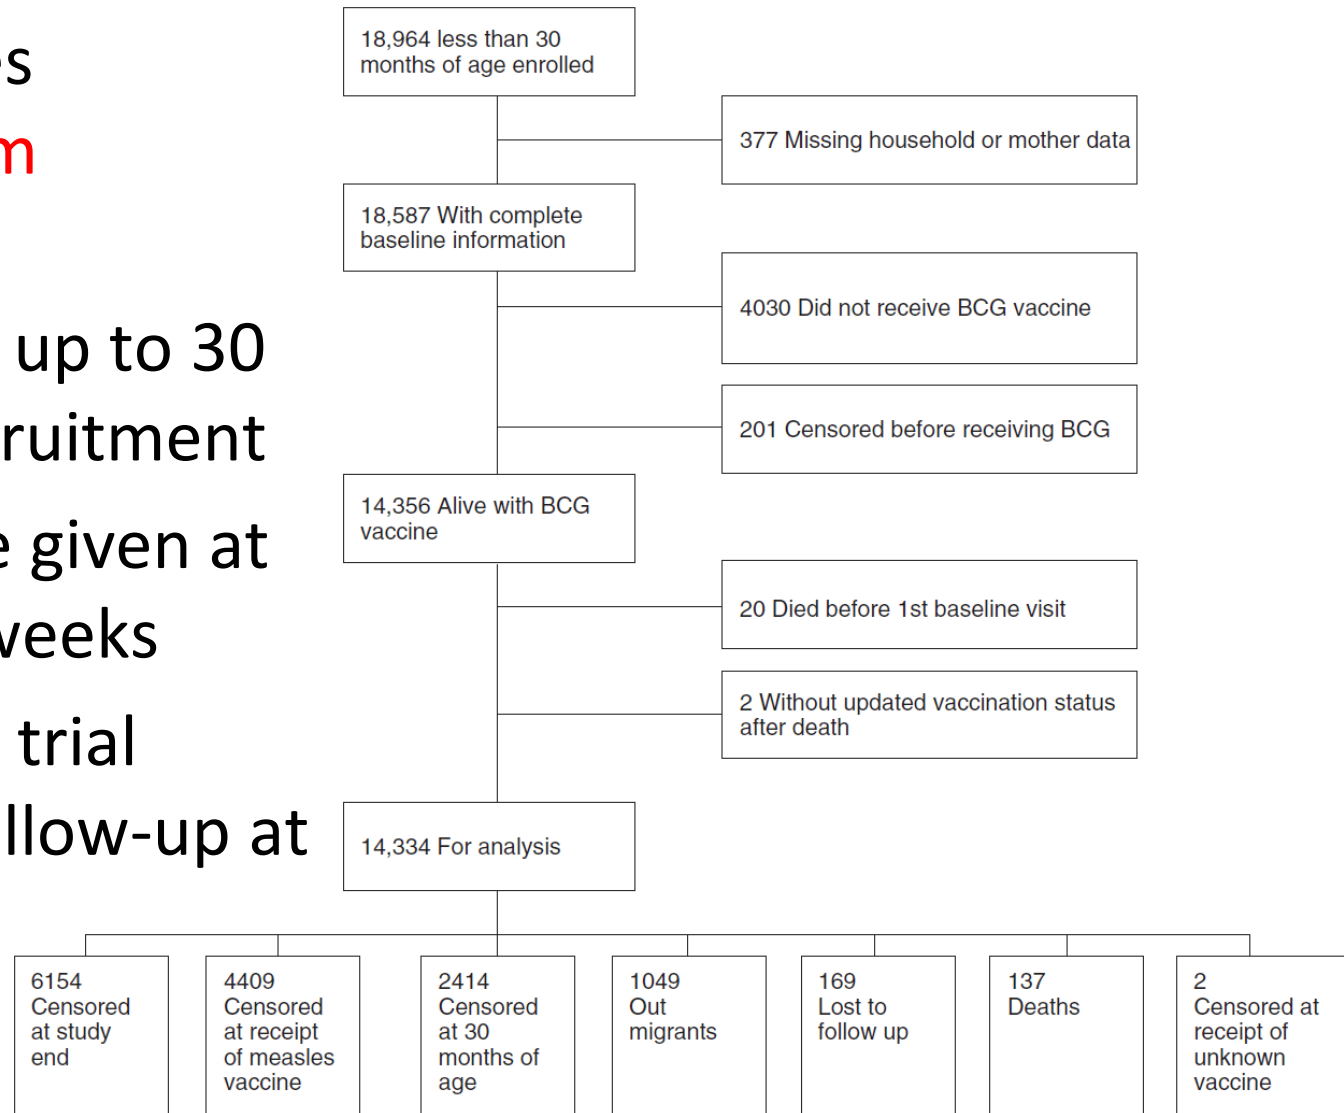 es
m
up to 30
ruitment
e given at
weeks
trial
llow-up at
18,964 less than 30
months of age enrolled
377 Missing household or mother data
18,587 With complete
baseline information
4030 Did not receive BCG vaccine
201 Censored before receiving BCG
14,356 Alive with BCG
vaccine
20 Died before 1st baseline visit
2 Without updated vaccination status
after death
14,334 For analysis
6154
Censored
at study
end
4409
Censored
at receipt
of measles
vaccine
2414
Censored
at 30
months of
age
1049
Out
migrants
169
Lost to
follow up
137
Deaths
2
Censored at
receipt of
unknown
vaccine